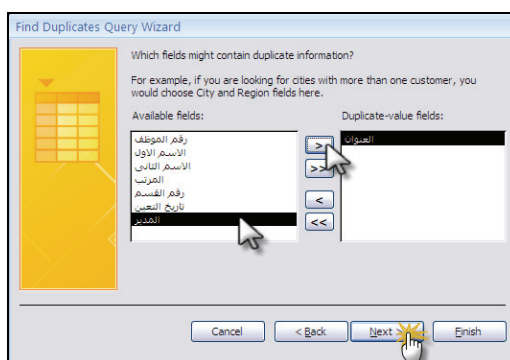 Find Duplicates Query Wizard
Which fields might contain duplicate information?
For example, if you are looking for cities with more than one customer, you
would choose City and Region fields here.
Available fields:
رقم الموظف
الاسم الاول
الاسم الثانى
المرتب
رقم القسم
تاريخ التعين
المدير
>
>>
<
<<
Duplicate-value fields:
العنوان
Cancel
< Back
Next >
Finish